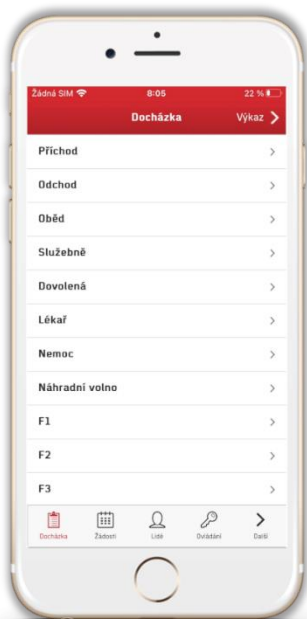 Žádná SIM 8:05 22 %
Docházka Výkaz
Příchod
Odchod
Oběd
Služebně
Dovolená
Lékař
Nemoc
Náhradní volno
F1
F2
F3
Docházka Žádosti Lidé Ovládání Další